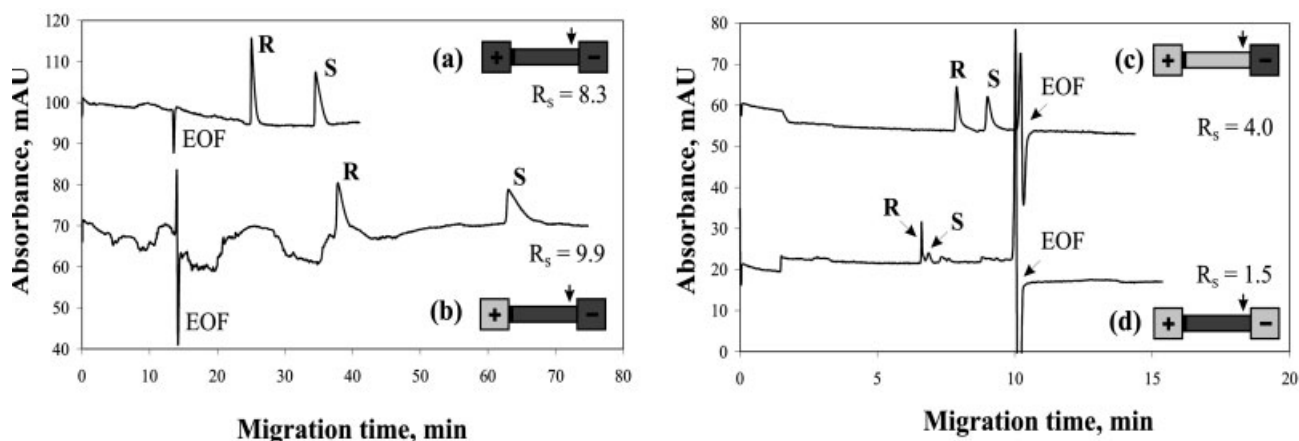 120
110
100
90
80
70
60
50
40
Absorbance, mAU
R
S
EOF
(a)
+
−
Rs = 8.3
R
S
EOF
Rs = 9.9
(b)
+
−
0
10
20
30
40
50
60
70
80
Migration time, min
80
70
60
50
40
30
20
10
0
Absorbance, mAU
R
S
EOF
(c)
+
−
Rs = 4.0
R
S
EOF
Rs = 1.5
(d)
+
−
0
5
10
15
20
Migration time, min